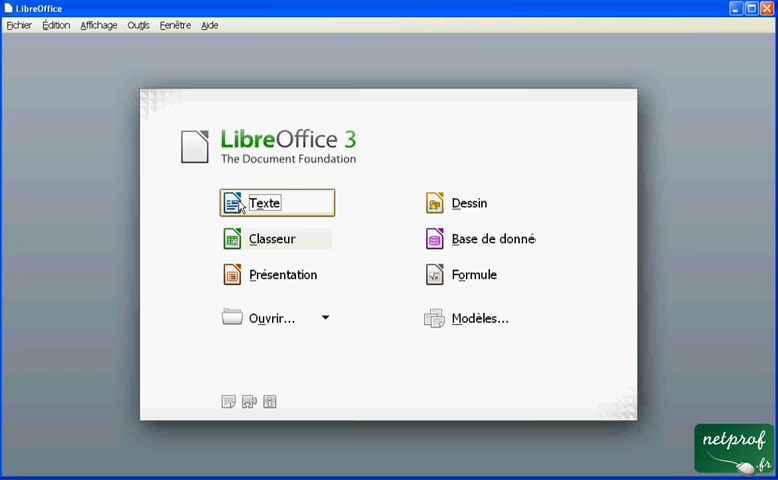 LibreOffice
Fichier Édition Affichage Outils Fenêtre Aide
LibreOffice 3
The Document Foundation
Texte
Dessin
Classeur
Base de donné
Présentation
Formule
Ouvrir...
Modèles...
netprof
.fr